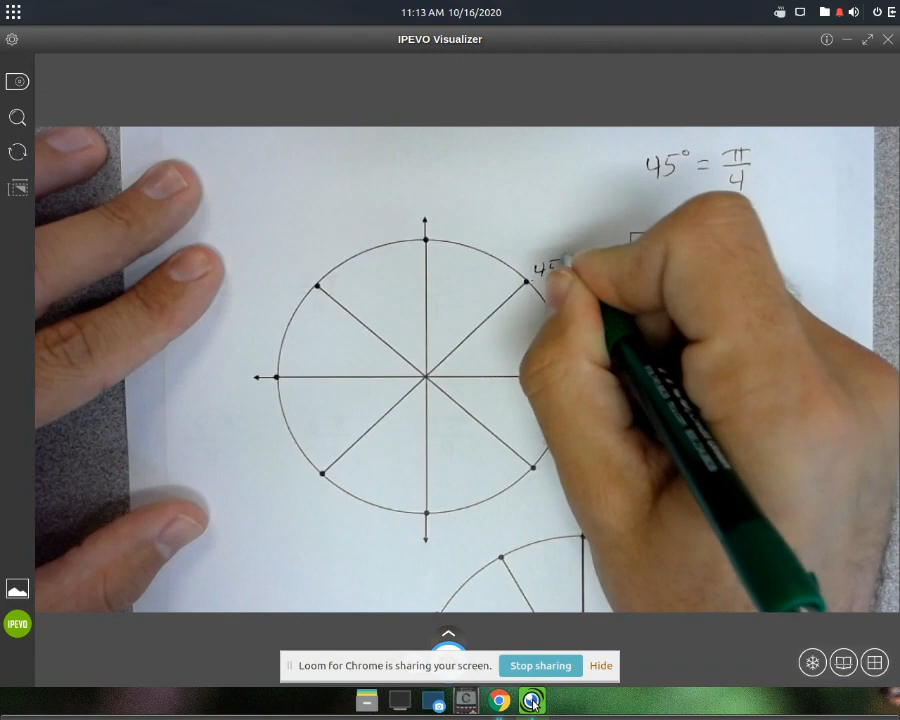 11:13 AM 10/16/2020
IPEVO Visualizer
45° = π/4
45
IPEVO
Loom for Chrome is sharing your screen.
Stop sharing
Hide